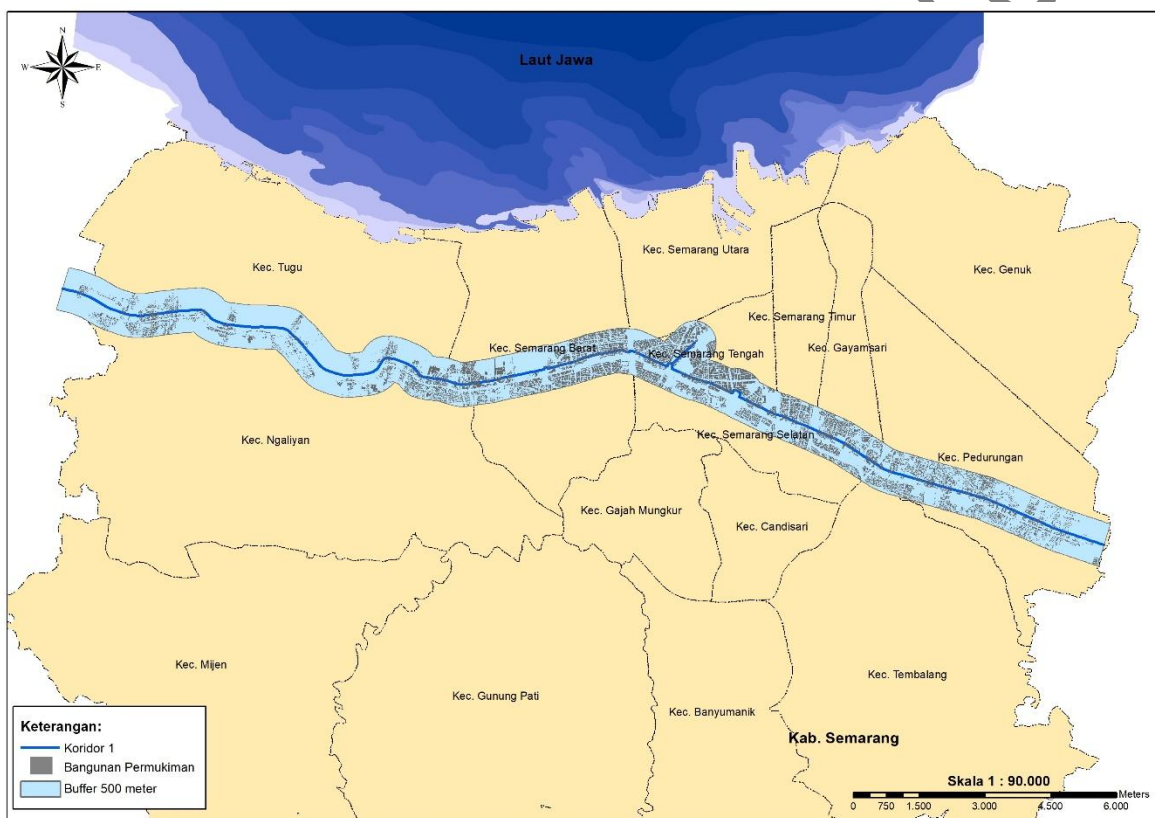 N
W
E
S
Laut Jawa
Kec. Semarang Utara
Kec. Tugu
Kec. Genuk
Kec. Semarang Timur
Kec. Semarang Berat
Kec. Semarang Tengah
Kec. Gayamsari
Kec. Ngaliyan
Kec. Semarang Selatan
Kec. Pedurungan
Kec. Gajah Mungkur
Kec. Candisari
Kec. Mijen
Kec. Gunung Pati
Kec. Banyumanik
Kec. Tembalang
Kab. Semarang
Keterangan:
Koridor 1
Bangunan Permukiman
Buffer 500 meter
Skala 1 : 90.000
Meters
0 750 1.500 3.000 4.500 6.000